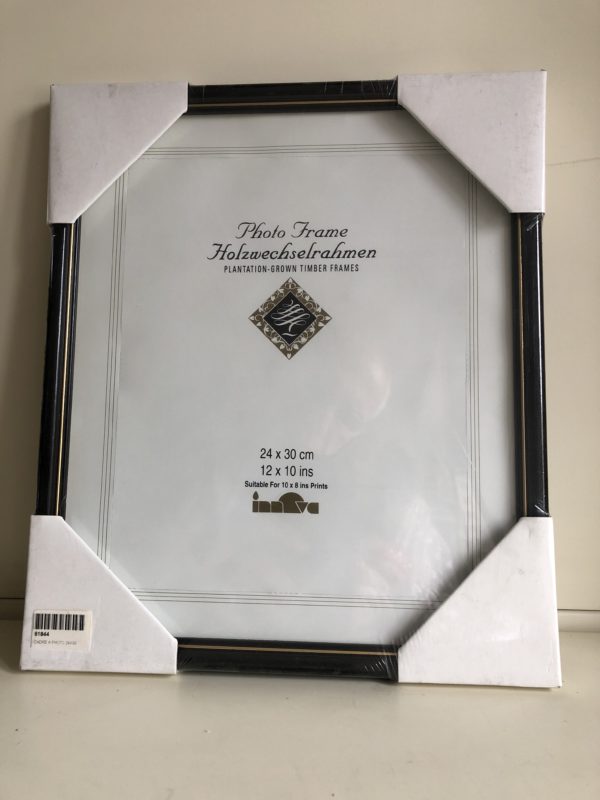 Photo Frame
Holzwechselrahmen
PLANTATION-GROWN TIMBER FRAMES
24 x 30 cm
12 x 10 ins
Suitable For 10 x 8 ins Prints
innova
61844